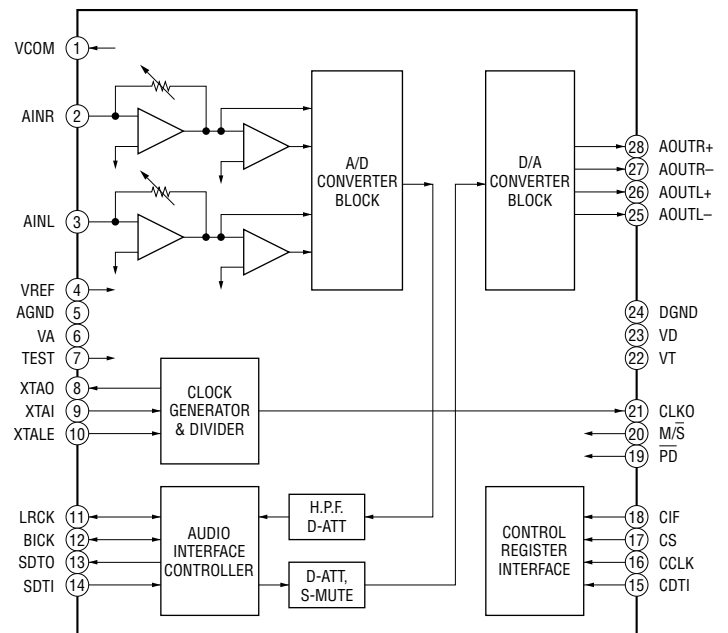 VCOM 1
AINR 2
AINL 3
VREF 4
AGND 5
VA 6
TEST 7
XTAO 8
XTAI 9
XTALE 10
LRCK 11
BICK 12
SDTO 13
SDTI 14
A/D
CONVERTER
BLOCK
D/A
CONVERTER
BLOCK
CLOCK
GENERATOR
& DIVIDER
AUDIO
INTERFACE
CONTROLLER
H.P.F.
D-ATT
D-ATT,
S-MUTE
CONTROL
REGISTER
INTERFACE
28 AOUTR+
27 AOUTR–
26 AOUTL+
25 AOUTL–
24 DGND
23 VD
22 VT
21 CLKO
20 M/S̅
19 P̅D̅
18 CIF
17 CS
16 CCLK
15 CDTI